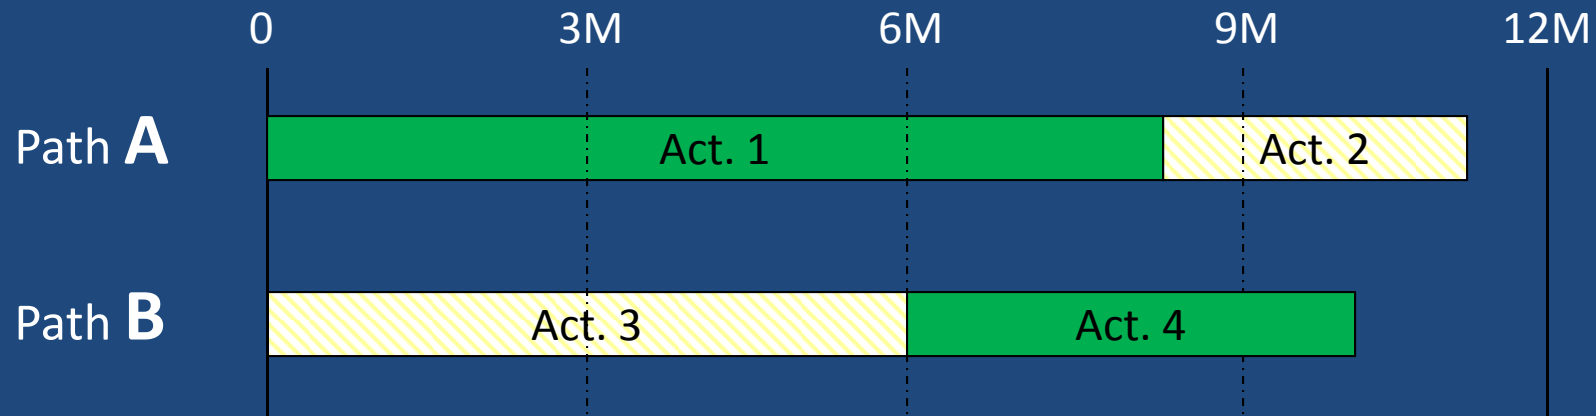 0 3M 6M 9M 12M
Path A Act. 1 Act. 2
Path B Act. 3 Act. 4